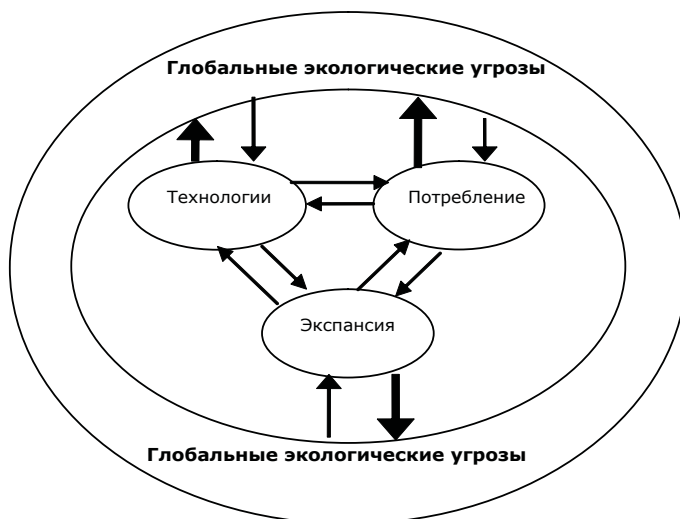 Глобальные экологические угрозы
Технологии
Потребление
Экспансия
Глобальные экологические угрозы